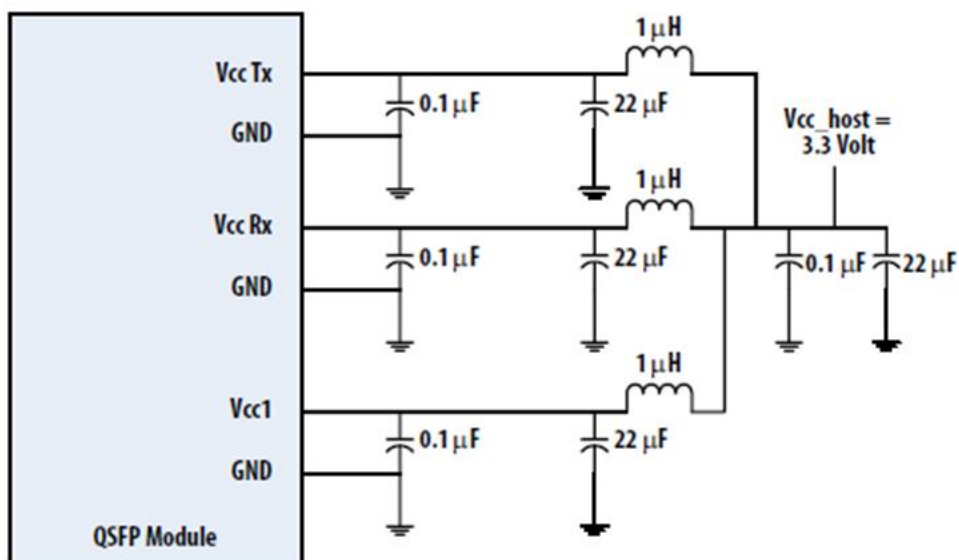 1 μH
Vcc Tx
0.1 μF
22 μF
GND
Vcc_host =
3.3 Volt
1 μH
Vcc Rx
0.1 μF
22 μF
0.1 μF
22 μF
GND
1 μH
Vcc1
0.1 μF
22 μF
GND
QSFP Module